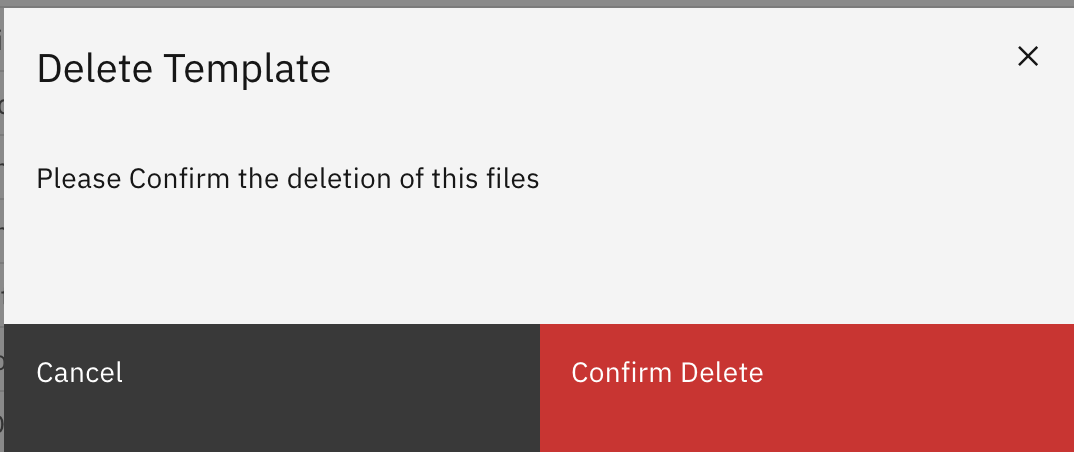 Delete Template
Please Confirm the deletion of this files
Cancel
Confirm Delete